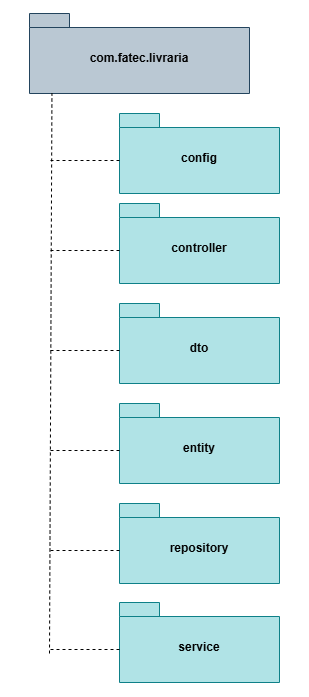 com.fatec.livraria
config
controller
dto
entity
repository
service